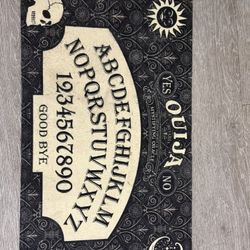 OUIJA
YES
NO
ABCDEFGHIJKLM
NOPQRSTUVWXYZ
1234567890
GOOD BYE